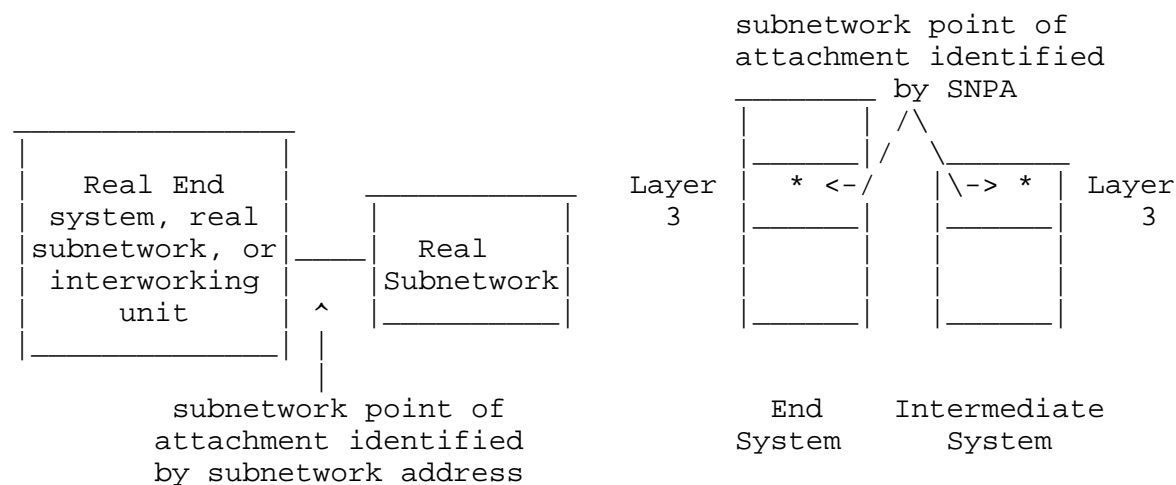 subnetwork point of
attachment identified
by SNPA
Real End
system, real
subnetwork, or
interworking
unit
Real
Subnetwork
subnetwork point of
attachment identified
by subnetwork address
Layer
3
* <-/
\-> *
Layer
3
End
System
Intermediate
System